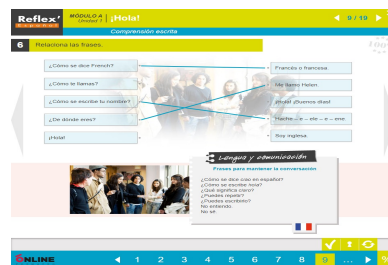 Reflex'
Español
MÓDULO A
Unidad 1
¡Hola!
9 / 19
Comprensión escrita
6 Relaciona las frases.
100
¿Cómo se dice French?
Francés o francesa.
¿Cómo te llamas?
Me llamo Helen.
¿Cómo se escribe tu nombre?
¡Hola! ¡Buenos días!
¿De dónde eres?
Hache – e – ele – e – ene.
¡Hola!
Soy inglesa.
Lengua y comunicación
Frases para mantener la conversación
¿Cómo se dice ciao en español?
¿Cómo se escribe hola?
¿Qué significa claro?
¿Puedes repetir?
¿Puedes escribirlo?
No entiendo.
No sé.
6NLINE
1 2 3 4 5 6 7 8 9 ...